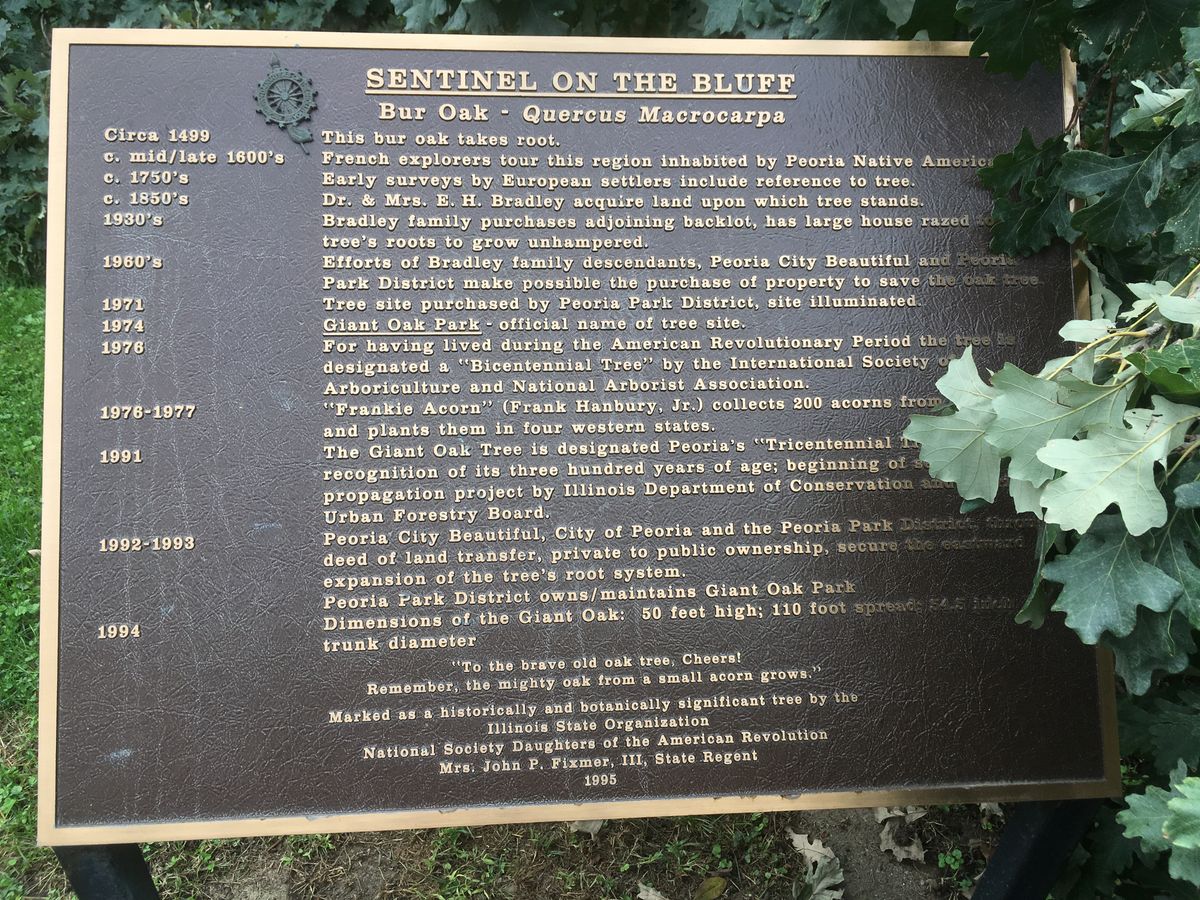 SENTINEL ON THE BLUFF
Bur Oak - Quercus Macrocarpa
Circa 1499 This bur oak takes root.
c. mid/late 1600's French explorers tour this region inhabited by Peoria Native
c. 1750's Early surveys by European settlers include reference to tree.
c. 1850's Dr. & Mrs. E. H. Bradley acquire land upon which tree stands.
1930's Bradley family purchases adjoining backlot, has large house razed
tree's roots to grow unhampered.
1960's Efforts of Bradley family descendants, Peoria City Beautiful and Peoria
Park District make possible the purchase of property to save the oak tree.
1971 Tree site purchased by Peoria Park District, site illuminated.
1974 Giant Oak Park - official name of tree site.
1976 For having lived during the American Revolutionary Period the tree is
designated a "Bicentennial Tree" by the International Society of
Arboriculture and National Arborist Association.
1976-1977 "Frankie Acorn" (Frank Hanbury, Jr.) collects 200 acorns from
and plants them in four western states.
1991 The Giant Oak Tree is designated Peoria's "Tricentennial
recognition of its three hundred years of age; beginning of
propagation project by Illinois Department of Conservation and
Urban Forestry Board.
1992-1993 Peoria City Beautiful, City of Peoria and the Peoria Park District, through
deed of land transfer, private to public ownership, secure the eastward
expansion of the tree's root system.
Peoria Park District owns/maintains Giant Oak Park
1994 Dimensions of the Giant Oak: 50 feet high; 110 foot spread; 54.5 inch
trunk diameter
"To the brave old oak tree, Cheers!
Remember, the mighty oak from a small acorn grows."
Marked as a historically and botanically significant tree by the
Illinois State Organization
National Society Daughters of the American Revolution
Mrs. John P. Fixmer, III, State Regent
1995